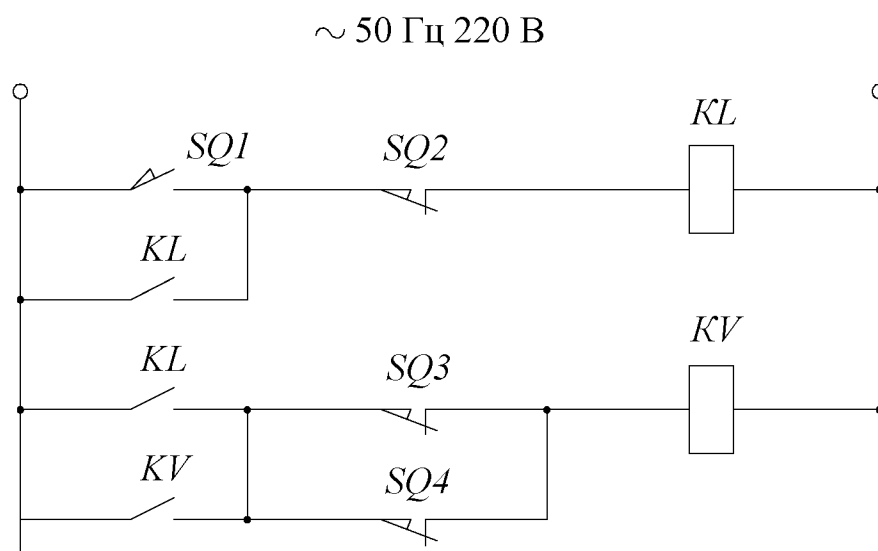 ~ 50 Гц 220 В
KL
SQ1
SQ2
KL
KV
KL
SQ3
KV
SQ4